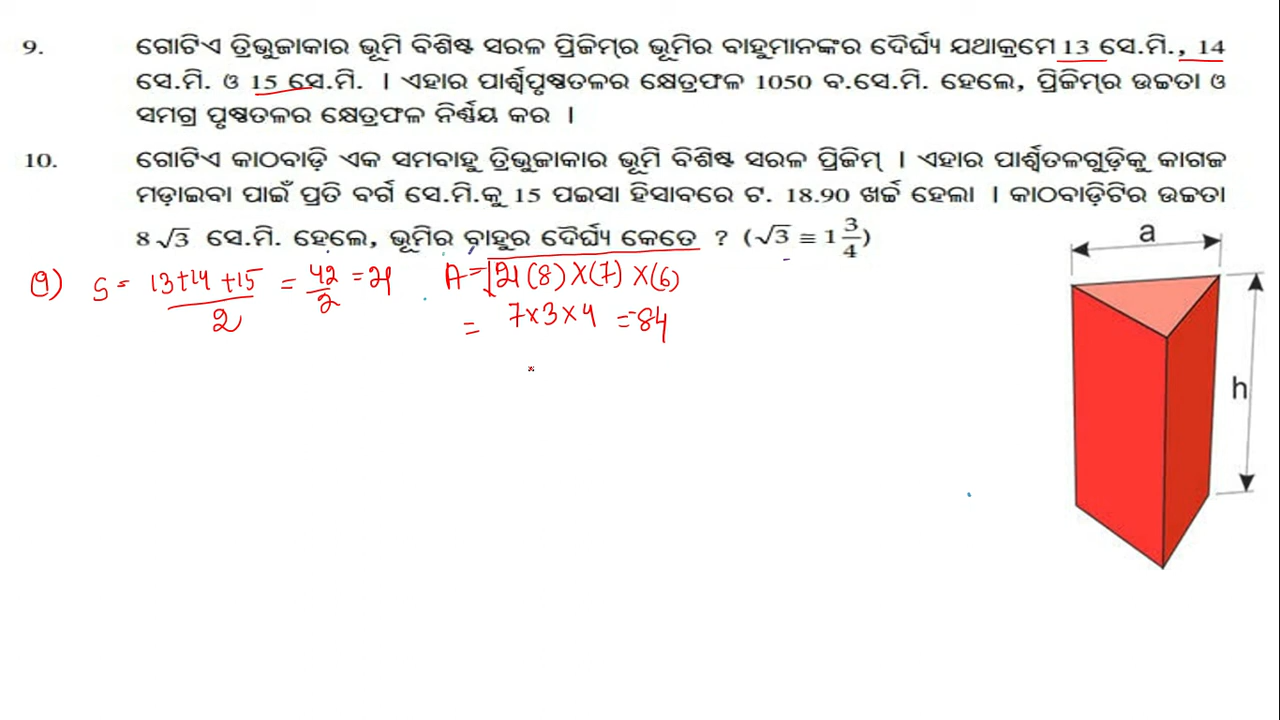 9. ଗୋଟିଏ ତ୍ରିଭୁଜାକାର ଭୂମି ବିଶିଷ୍ଟ ସରଳ ପ୍ରିଜିମ୍‌ର ଭୂମିର ବାହୁମାନଙ୍କର ଦୈର୍ଘ୍ୟ ଯଥାକ୍ରମେ 13 ସେ.ମି., 14
ସେ.ମି. ଓ 15 ସେ.ମି. । ଏହାର ପାର୍ଶ୍ୱପୃଷ୍ଠତଳର କ୍ଷେତ୍ରଫଳ 1050 ବ.ସେ.ମି. ହେଲେ, ପ୍ରିଜିମ୍‌ର ଉଚ୍ଚତା ଓ
ସମଗ୍ର ପୃଷ୍ଠତଳର କ୍ଷେତ୍ରଫଳ ନିର୍ଣ୍ଣୟ କର ।
10. ଗୋଟିଏ କାଠବାଡ଼ି ଏକ ସମବାହୁ ତ୍ରିଭୁଜାକାର ଭୂମି ବିଶିଷ୍ଟ ସରଳ ପ୍ରିଜିମ୍ । ଏହାର ପାର୍ଶ୍ୱତଳଗୁଡ଼ିକୁ କାଗଜ
ମଡ଼ାଇବା ପାଇଁ ପ୍ରତି ବର୍ଗ ସେ.ମି.କୁ 15 ପଇସା ହିସାବରେ ଟ. 18.90 ଖର୍ଚ୍ଚ ହେଲା । କାଠବାଡ଼ିଟିର ଉଚ୍ଚତା
8√3 ସେ.ମି. ହେଲେ, ଭୂମିର ବାହୁର ଦୈର୍ଘ୍ୟ କେତେ ? (√3 ≅ 1 3/4)
a
9) S = 13+14+15/2 = 42/2 = 21 A = √21(8)×(7)×(6)
= 7×3×4 = 84
h